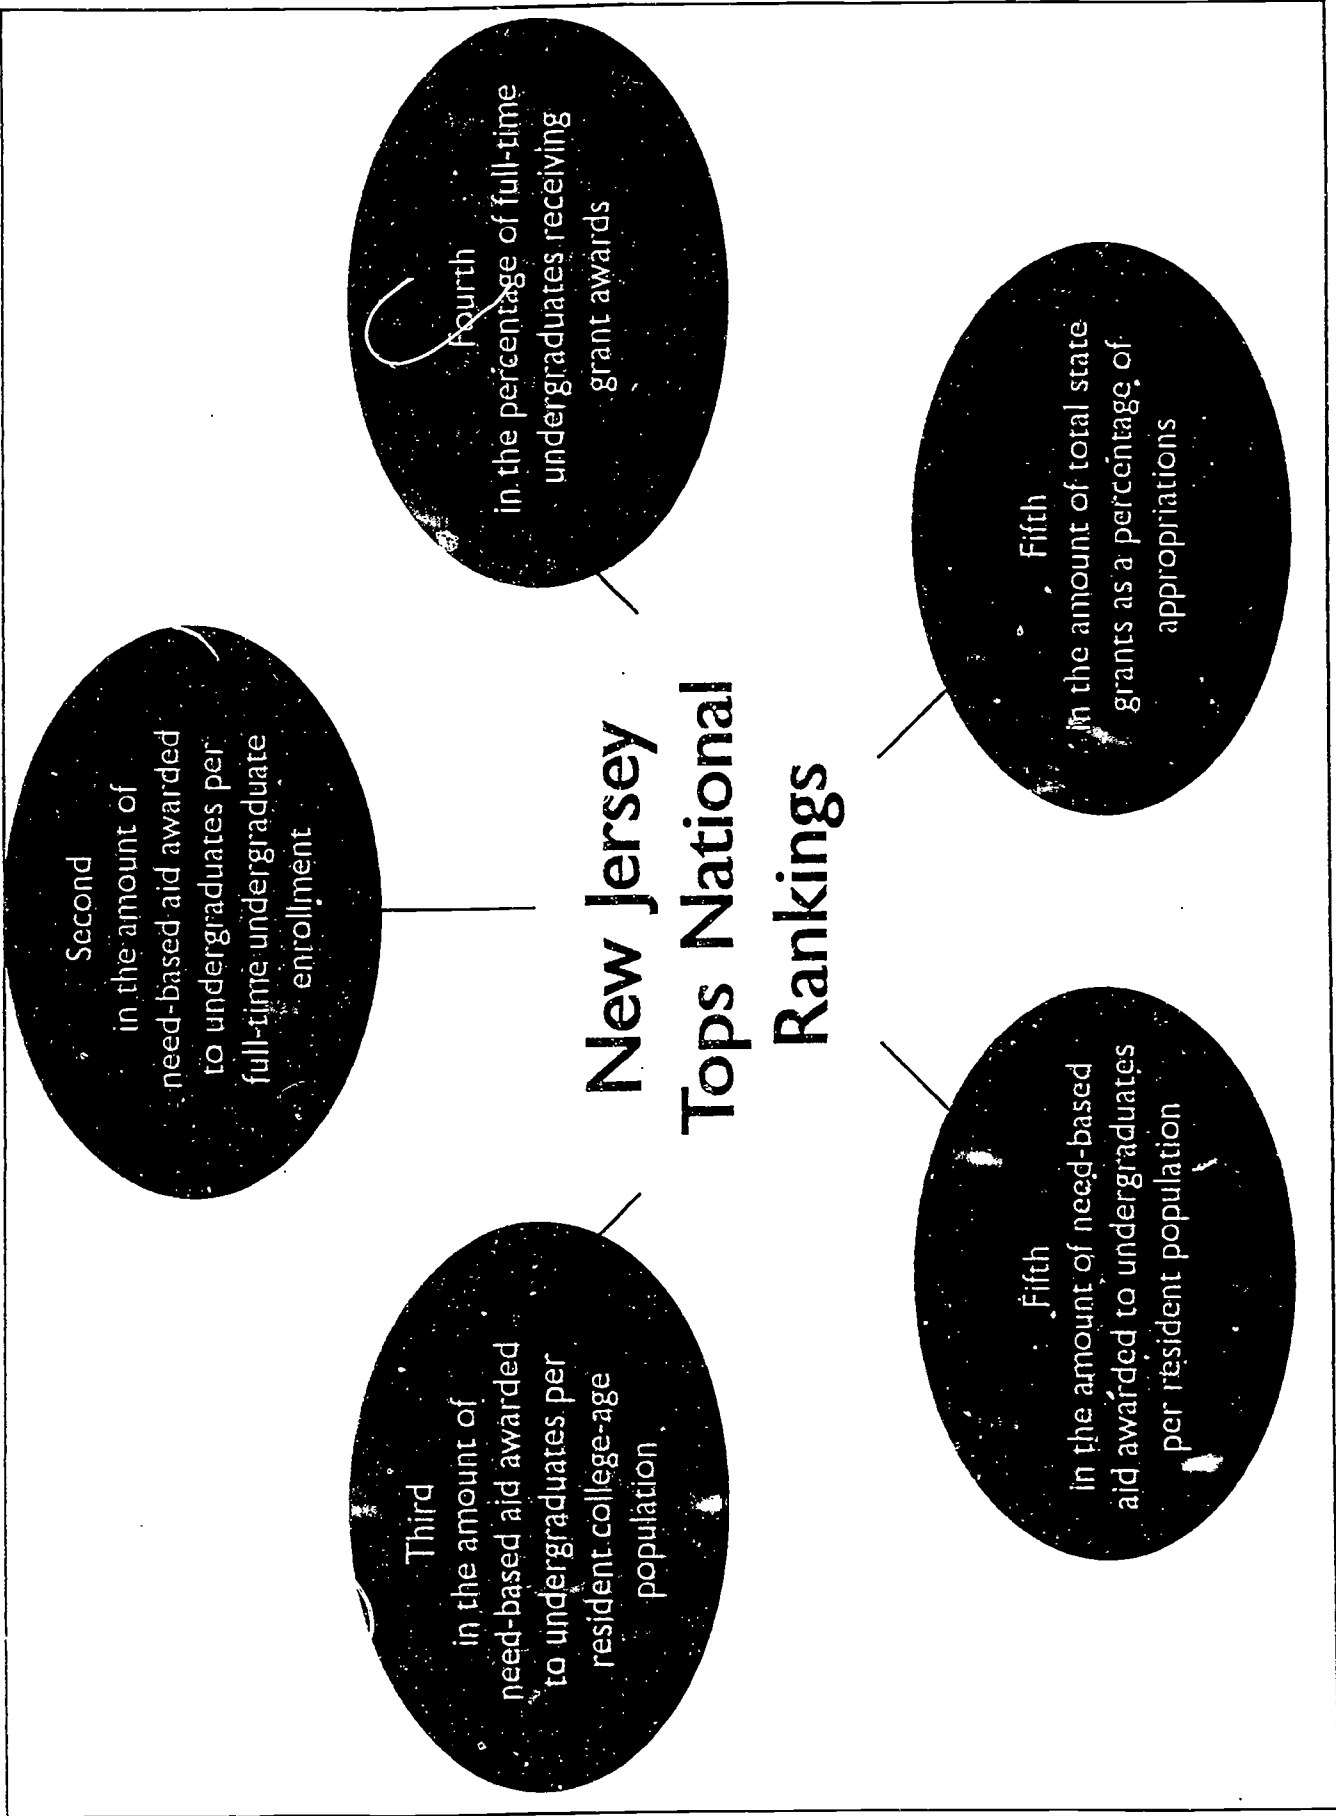 Second
in the amount of
need-based aid awarded
to undergraduates per
full-time undergraduate
enrollment
Third
in the amount of
need-based aid awarded
to undergraduates per
resident college-age
population
Fourth
in the percentage of full-time
undergraduates receiving
grant awards
New Jersey
Tops National
Rankings
Fifth
in the amount of need-based
aid awarded to undergraduates
per resident population
Fifth
in the amount of total state
grants as a percentage of
appropriations